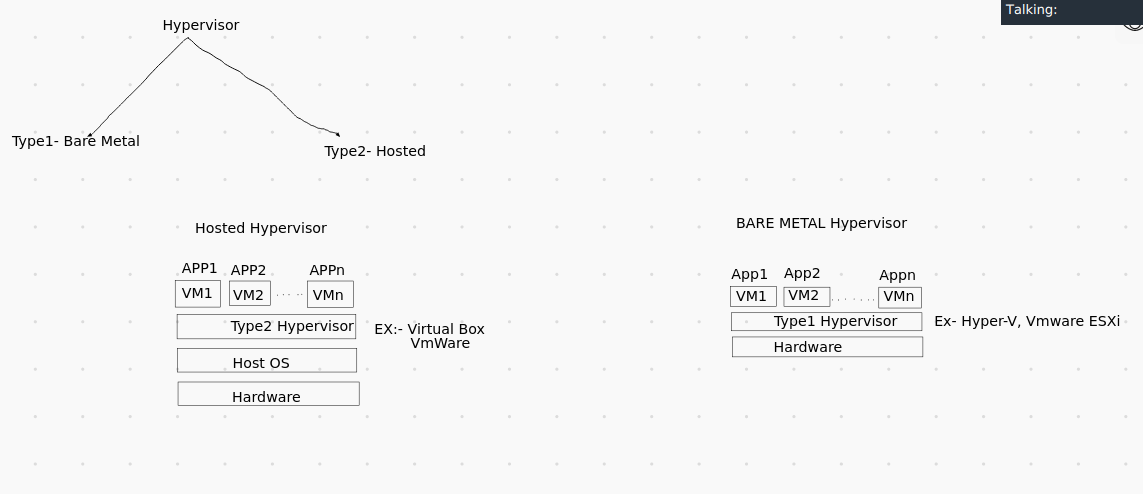 Talking:
Hypervisor
Type1- Bare Metal
Type2- Hosted
Hosted Hypervisor
APP1 APP2 APPn
VM1 VM2 VMn
Type2 Hypervisor
EX:- Virtual Box
VmWare
Host OS
Hardware
BARE METAL Hypervisor
App1 App2 Appn
VM1 VM2 VMn
Type1 Hypervisor
Ex- Hyper-V, Vmware ESXi
Hardware